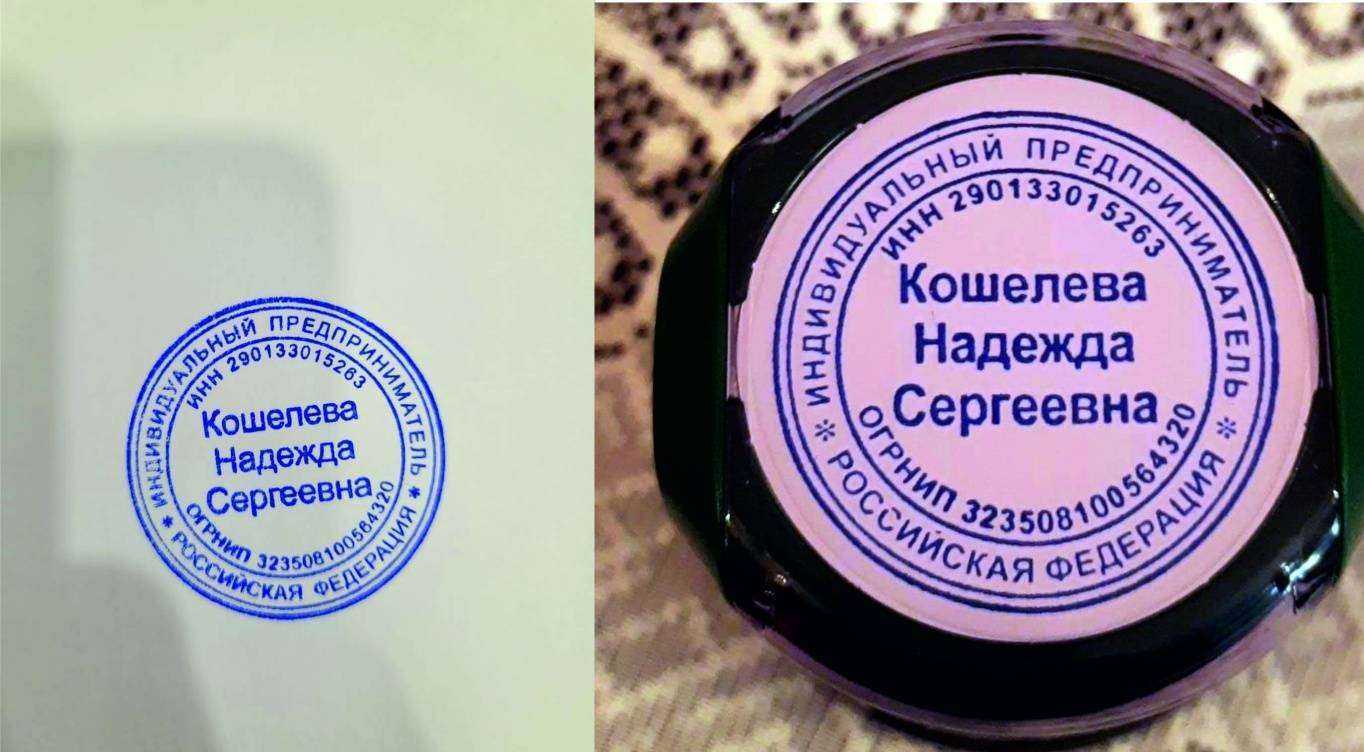 ИНДИВИДУАЛЬНЫЙ ПРЕДПРИНИМАТЕЛЬ
ИНН 290133015263
Кошелева
Надежда
Сергеевна
ОГРНИП 323508100564320
* РОССИЙСКАЯ ФЕДЕРАЦИЯ *
ИНДИВИДУАЛЬНЫЙ ПРЕДПРИНИМАТЕЛЬ
ИНН 290133015263
Кошелева
Надежда
Сергеевна
ОГРНИП 323508100564320
* РОССИЙСКАЯ ФЕДЕРАЦИЯ *